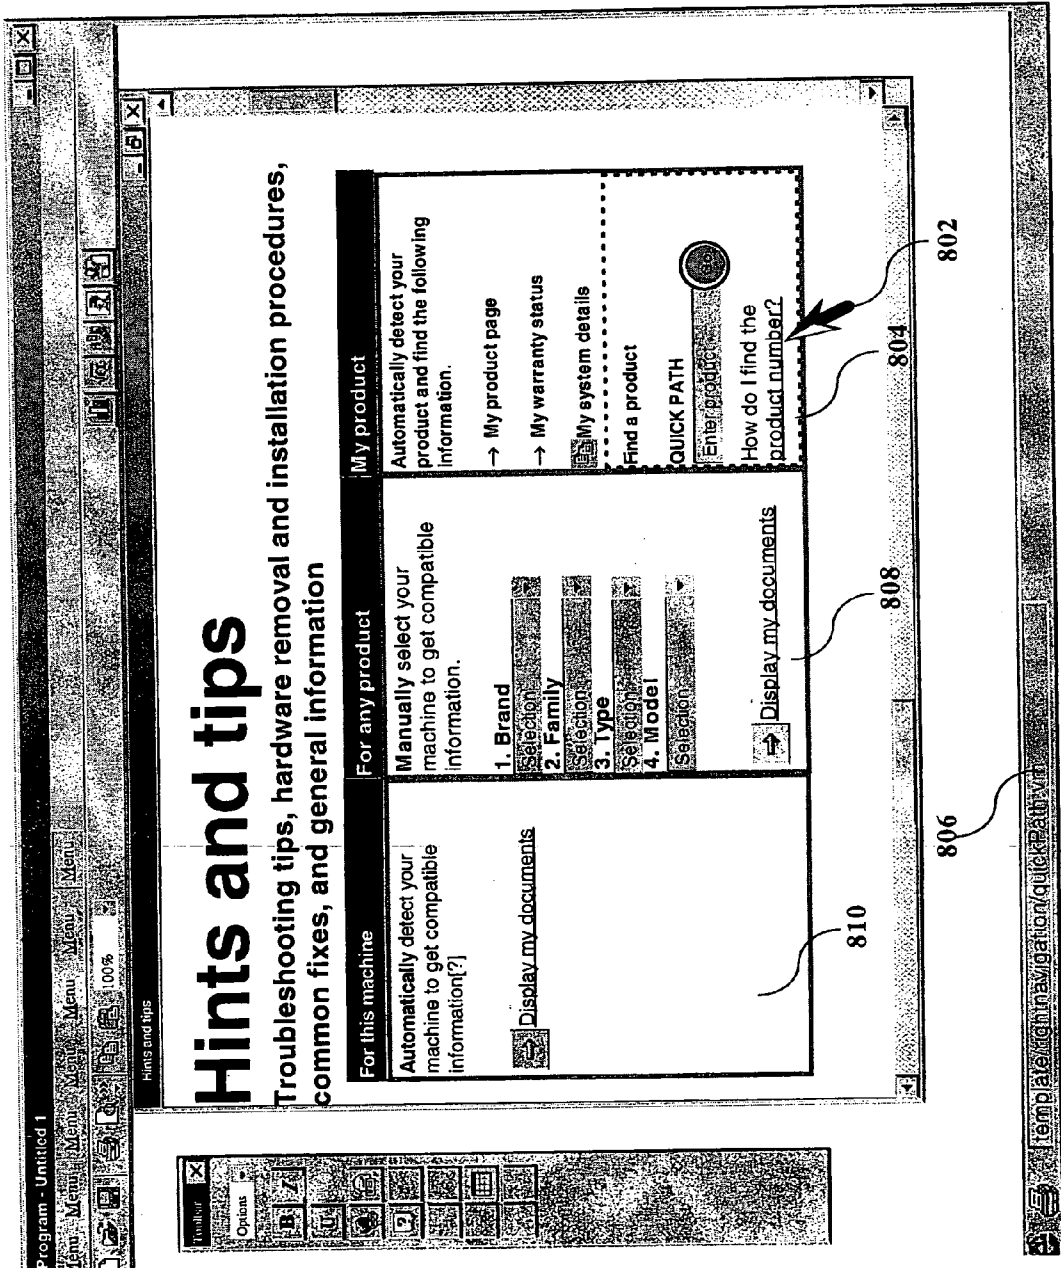 Program - Untitled 1
Menu Menu Menu Menu Menu Menu Menu
100%
Toolbar
Options
B I
U
?
Hints and tips
Hints and tips
Troubleshooting tips, hardware removal and installation procedures,
common fixes, and general information
For this machine
Automatically detect your
machine to get compatible
information[?]
Display my documents
For any product
Manually select your
machine to get compatible
information.
1. Brand
Selection
2. Family
Selection
3. Type
Selection
4. Model
Selection
Display my documents
My product
Automatically detect your
product and find the following
information.
→ My product page
→ My warranty status
My system details
Find a product
QUICK PATH
Enter product
How do I find the
product number?
802
804
808
806
810
template/rightnavigation/quickPath.vm